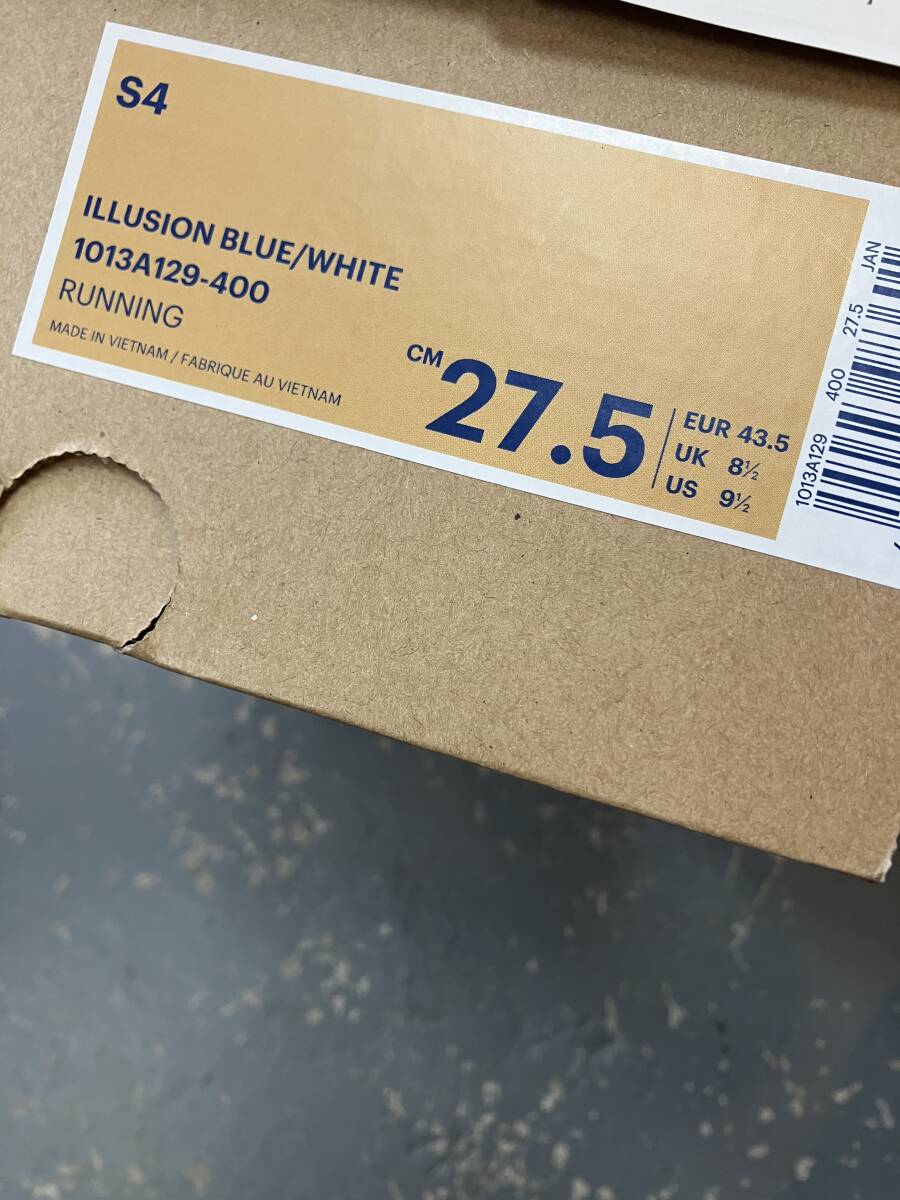 S4
ILLUSION BLUE/WHITE
1013A129-400
RUNNING
MADE IN VIETNAM / FABRIQUE AU VIETNAM
CM 27.5
EUR 43.5
UK 8½
US 9½
1013A129 400 27.5 JAN